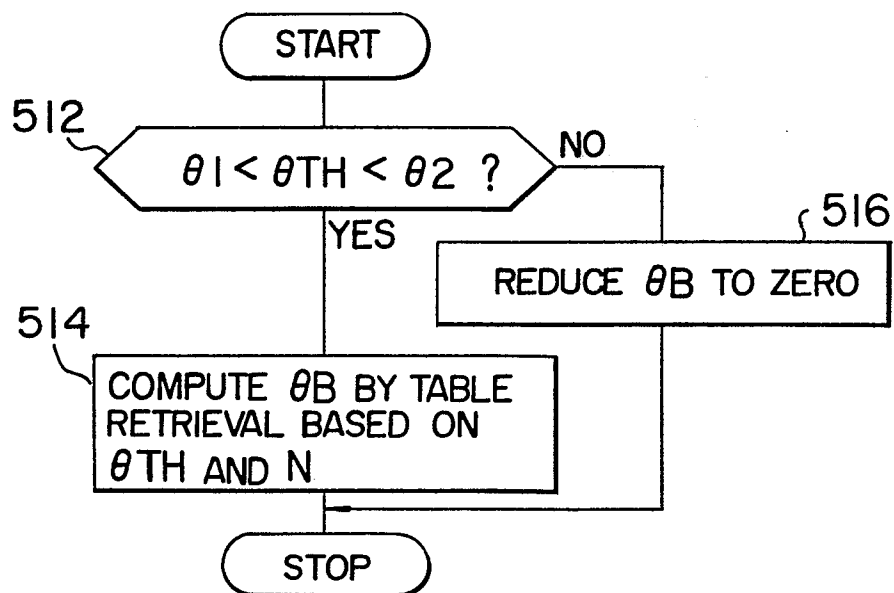 START
512
θ1 < θTH < θ2 ?
NO
YES
516
REDUCE θB TO ZERO
514
COMPUTE θB BY TABLE
RETRIEVAL BASED ON
θTH AND N
STOP